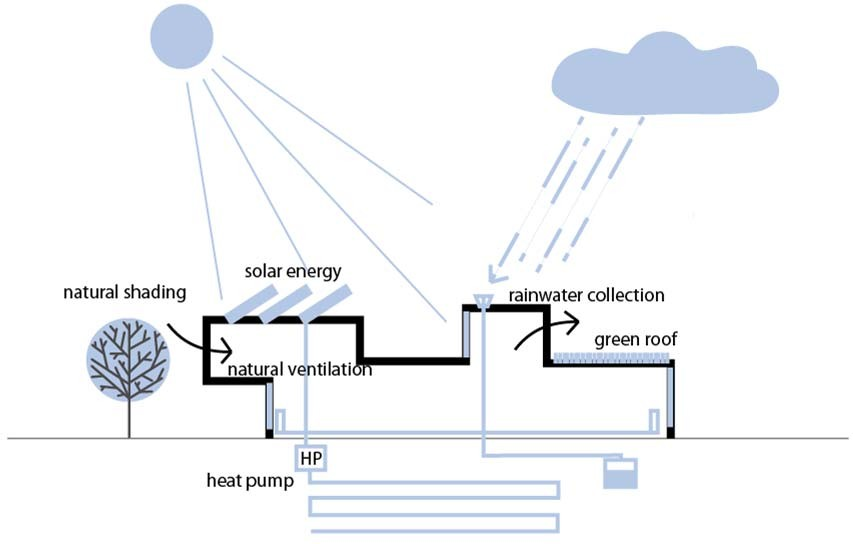 solar energy
natural shading
rainwater collection
green roof
natural ventilation
HP
heat pump